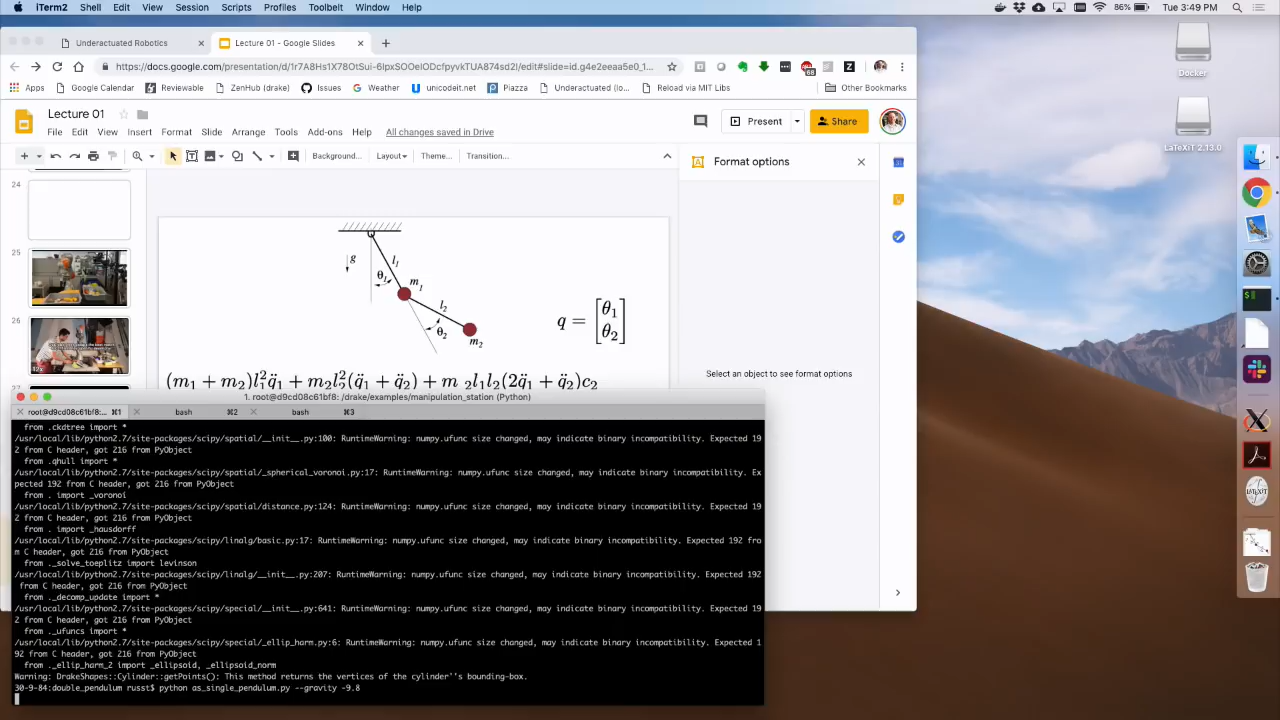 iTerm2 Shell Edit View Session Scripts Profiles Toolbelt Window Help 86% Tue 3:49 PM
Underactuated Robotics Lecture 01 - Google Slides
Docker
Apps Google Calendar Reviewable ZenHub (drake) Issues Weather unicodeit.net Piazza Underactuated (lo... Reload via MIT Libs Other Bookmarks
Lecture 01
Present Share
File Edit View Insert Format Slide Arrange Tools Add-ons Help All changes saved in Drive
LaTeXiT 2.13.0
Background... Layout Theme... Transition...
Format options
24
25
26
27
g
l1
θ1
m1
l2
θ2
m2
q = [θ1 θ2]
(m1 + m2)l1²q̈1 + m2l2²(q̈1 + q̈2) + m2l1l2(2q̈1 + q̈2)c2
Select an object to see format options
1. root@d9cd08c61bf8: /drake/examples/manipulation_station (Python)
root@d9cd08c61bf8:... ⌘1 bash ⌘2 bash ⌘3
from .ckdtree import *
/usr/local/lib/python2.7/site-packages/scipy/spatial/__init__.py:100: RuntimeWarning: numpy.ufunc size changed, may indicate binary incompatibility. Expected 19
2 from C header, got 216 from PyObject
from .qhull import *
/usr/local/lib/python2.7/site-packages/scipy/spatial/_spherical_voronoi.py:17: RuntimeWarning: numpy.ufunc size changed, may indicate binary incompatibility. Ex
pected 192 from C header, got 216 from PyObject
from . import _voronoi
/usr/local/lib/python2.7/site-packages/scipy/spatial/distance.py:124: RuntimeWarning: numpy.ufunc size changed, may indicate binary incompatibility. Expected 192
from C header, got 216 from PyObject
from . import _hausdorff
/usr/local/lib/python2.7/site-packages/scipy/linalg/basic.py:17: RuntimeWarning: numpy.ufunc size changed, may indicate binary incompatibility. Expected 192 fro
m C header, got 216 from PyObject
from ._solve_toeplitz import levinson
/usr/local/lib/python2.7/site-packages/scipy/linalg/__init__.py:207: RuntimeWarning: numpy.ufunc size changed, may indicate binary incompatibility. Expected 192
from C header, got 216 from PyObject
from ._decomp_update import *
/usr/local/lib/python2.7/site-packages/scipy/special/__init__.py:641: RuntimeWarning: numpy.ufunc size changed, may indicate binary incompatibility. Expected 19
2 from C header, got 216 from PyObject
from ._ufuncs import *
/usr/local/lib/python2.7/site-packages/scipy/special/_ellip_harm.py:6: RuntimeWarning: numpy.ufunc size changed, may indicate binary incompatibility. Expected 1
92 from C header, got 216 from PyObject
from ._ellip_harm_2 import _ellipsoid, _ellipsoid_norm
Warning: DrakeShapes::Cylinder::getPoints(): This method returns the vertices of the cylinder''s bounding-box.
30-9-84:double_pendulum russt$ python as_single_pendulum.py --gravity -9.8